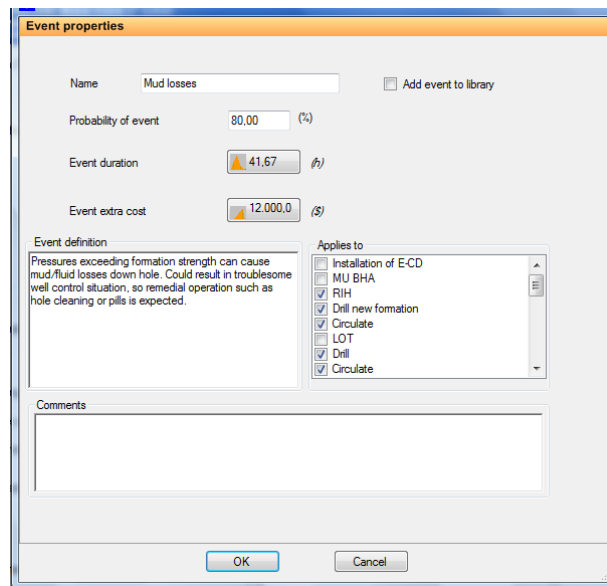 Event properties
Name Mud losses Add event to library
Probability of event 80,00 (%)
Event duration 41,67 (h)
Event extra cost 12.000,0 ($)
Event definition
Pressures exceeding formation strength can cause
mud/fluid losses down hole. Could result in troublesome
well control situation, so remedial operation such as
hole cleaning or pills is expected.
Applies to
Installation of E-CD
MU BHA
RIH
Drill new formation
Circulate
LOT
Drill
Circulate
Comments
OK Cancel